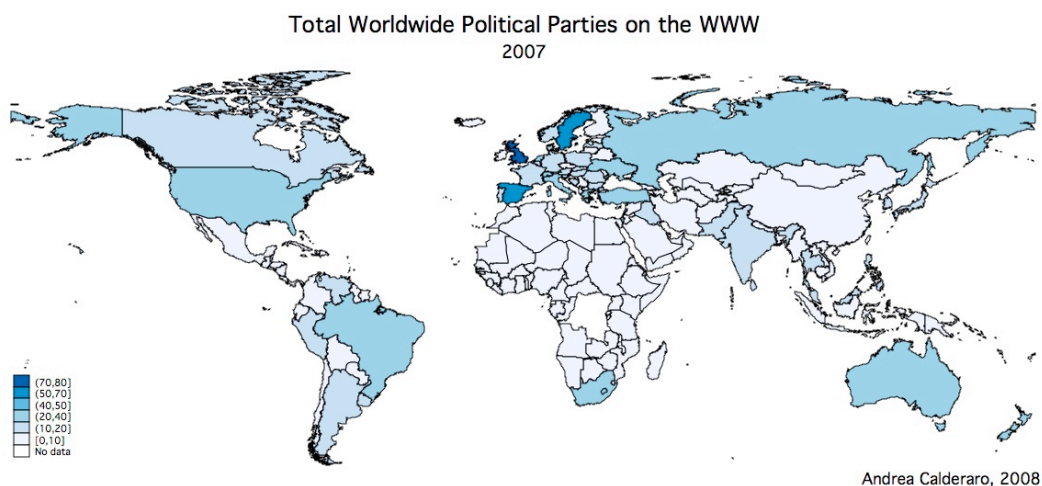 Total Worldwide Political Parties on the WWW
2007
(70,80]
(50,70]
(40,50]
(20,40]
(10,20]
[0,10]
No data
Andrea Calderaro, 2008